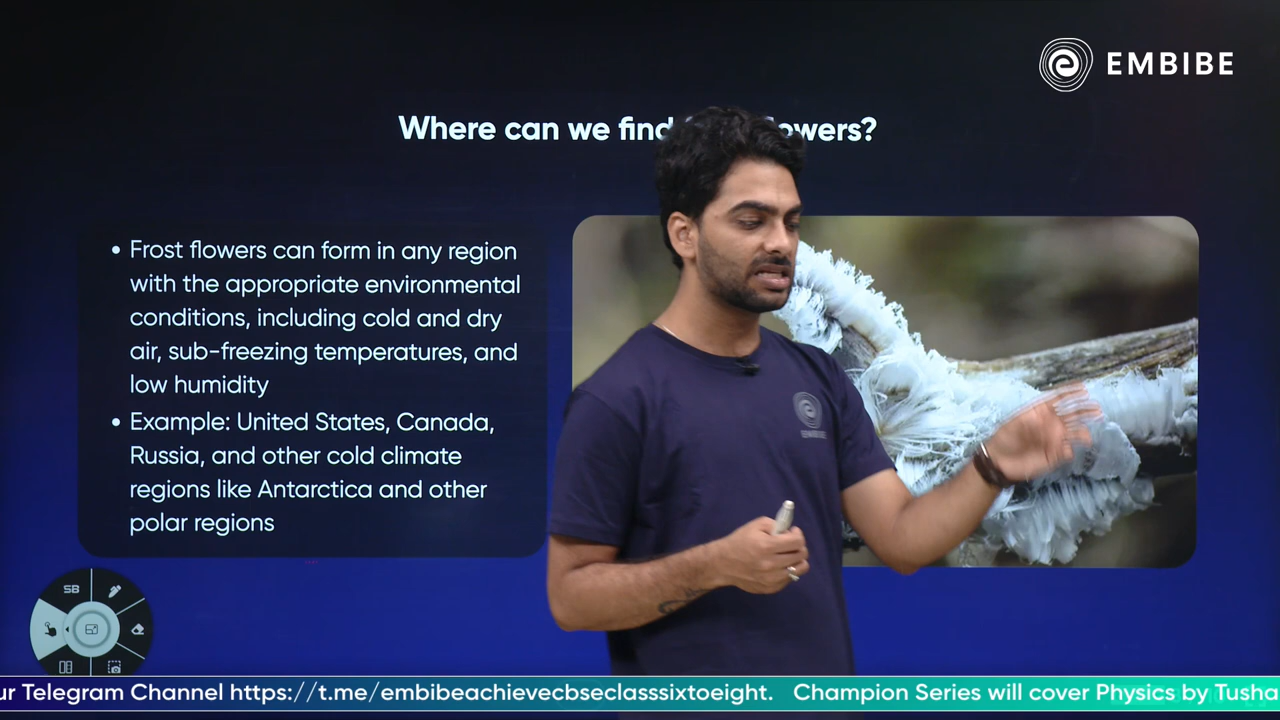 EMBIBE
Where can we find flowers?
• Frost flowers can form in any region
with the appropriate environmental
conditions, including cold and dry
air, sub-freezing temperatures, and
low humidity
• Example: United States, Canada,
Russia, and other cold climate
regions like Antarctica and other
polar regions
EMBIBE
SB
ur Telegram Channel https://t.me/embibeachievecbseclasssixtoeight. Champion Series will cover Physics by Tusha